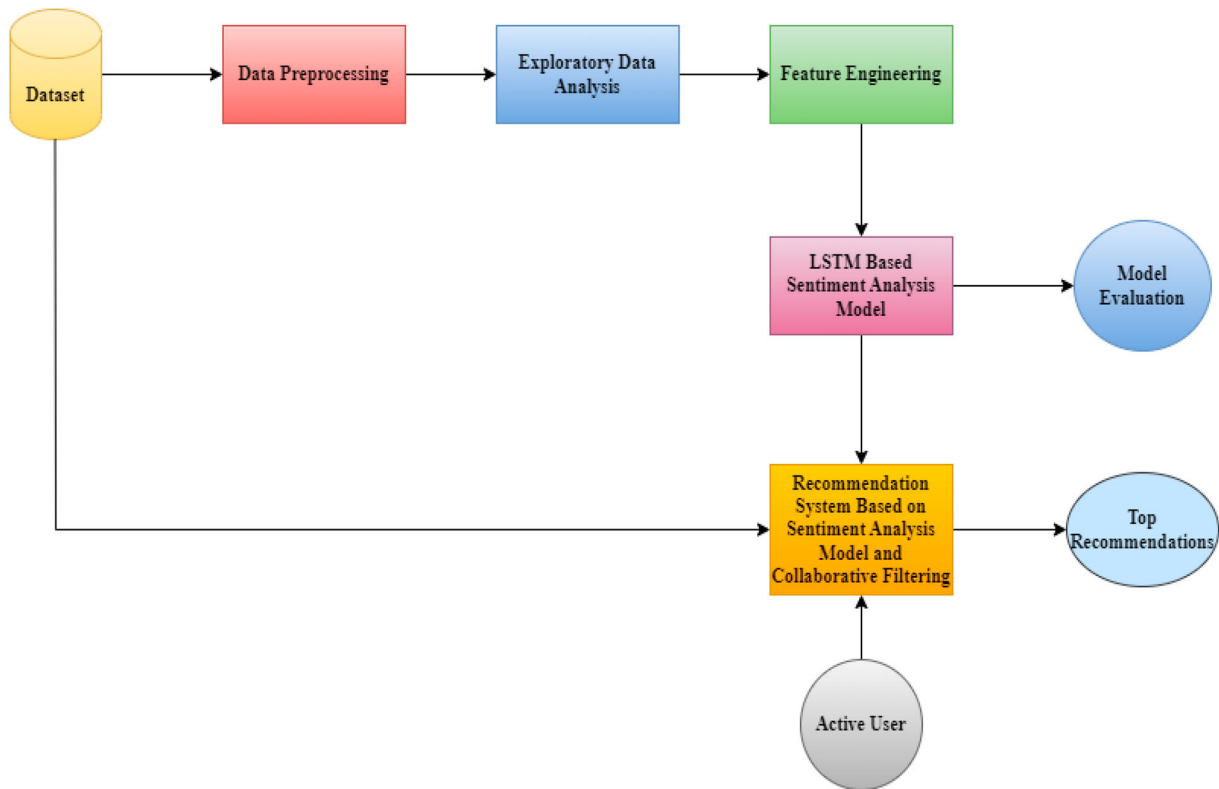 Dataset
Data Preprocessing
Exploratory Data
Analysis
Feature Engineering
LSTM Based
Sentiment Analysis
Model
Model
Evaluation
Recommendation
System Based on
Sentiment Analysis
Model and
Collaborative Filtering
Top
Recommendations
Active User